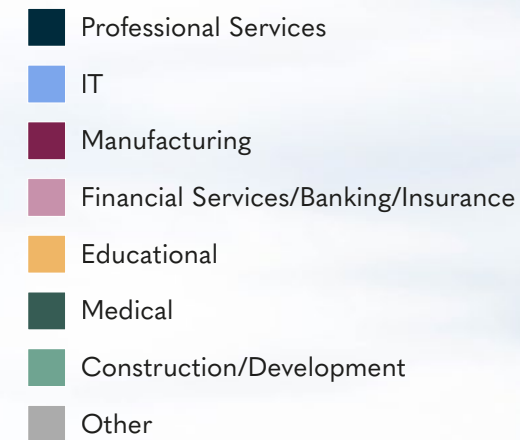 Professional Services
IT
Manufacturing
Financial Services/Banking/Insurance
Educational
Medical
Construction/Development
Other